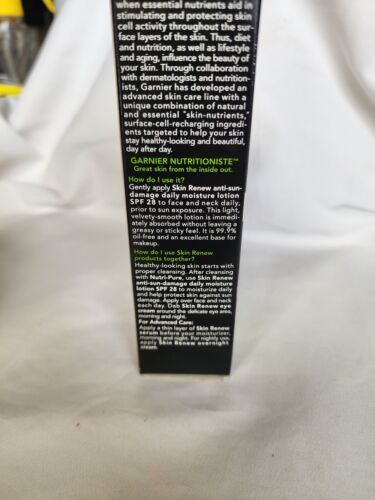 when essential nutrients aid in
stimulating and protecting skin
cell activity throughout the sur-
face layers of the skin. Thus, diet
and nutrition, as well as lifestyle
and aging, influence the beauty of
your skin. Through collaboration
with dermatologists and nutrition-
ists, Garnier has developed an
advanced skin care line with a
unique combination of natural
and essential "skin-nutrients,"
surface-cell-recharging ingredi-
ents targeted to help your skin
stay healthy-looking and beautiful,
day after day.
GARNIER NUTRITIONISTE™
Great skin from the inside out.
How do I use it?
Gently apply Skin Renew anti-sun-
damage daily moisture lotion
SPF 28 to face and neck daily,
prior to sun exposure. This light,
velvety-smooth lotion is immedi-
ately absorbed without leaving a
greasy or sticky feel. It is 99.9%
oil-free and an excellent base for
makeup.
How do I use Skin Renew
products together?
Healthy-looking skin starts with
proper cleansing. After cleansing
with Nutri-Pure, use Skin Renew
anti-sun-damage daily moisture
lotion SPF 28 to moisturize daily
and help protect skin against sun
damage. Apply over face and neck
each day. Dab Skin Renew eye
cream around the delicate eye area,
morning and night.
For Advanced Care:
Apply a thin layer of Skin Renew
serum before your moisturizer,
morning and night. For nightly use,
apply Skin Renew overnight
cream.